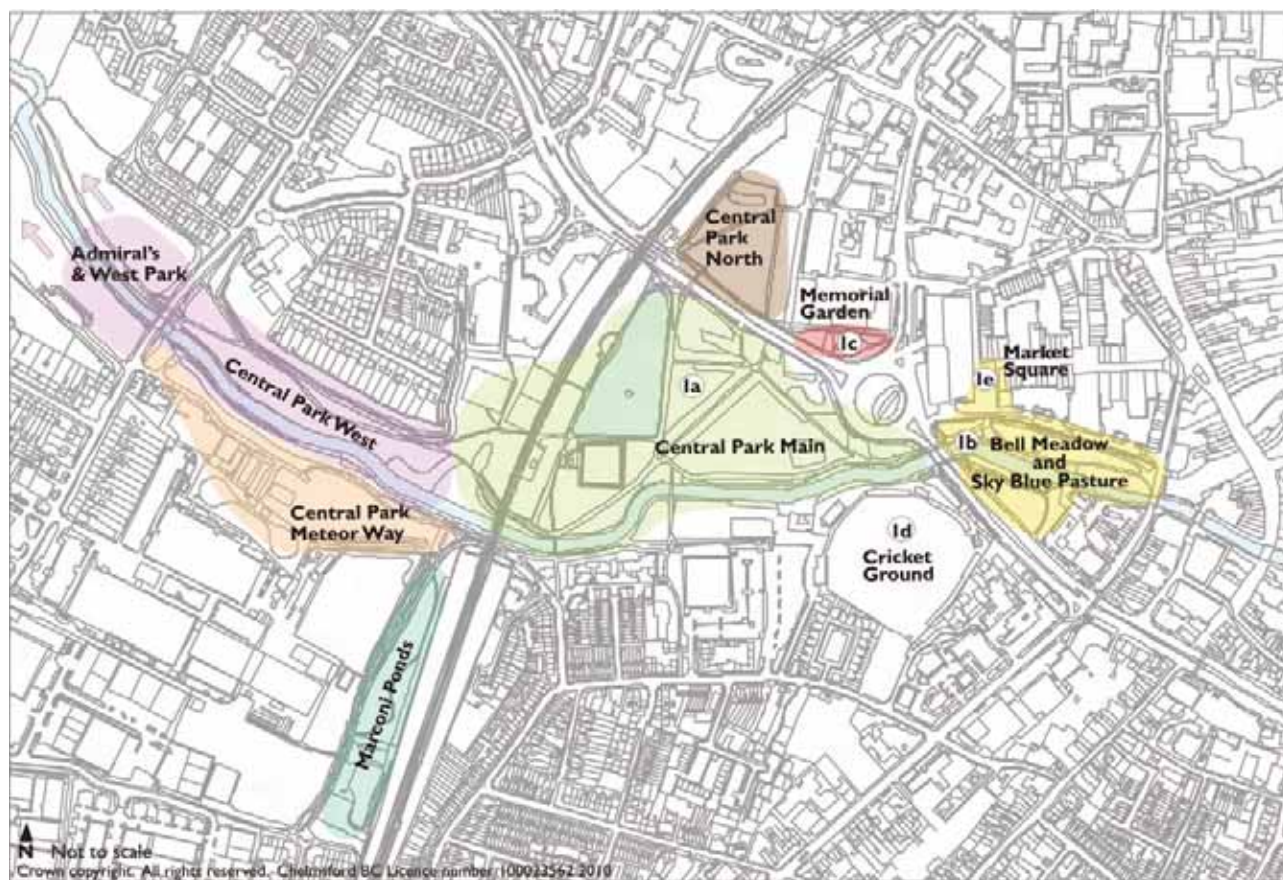 Admiral's
& West Park
Central Park West
Central Park
Meteor Way
Marconi Ponds
Central
Park
North
Memorial
Garden
1c
1a
Central Park Main
1e
Market
Square
1b
Bell Meadow
and
Sky Blue Pasture
1d
Cricket
Ground
N
Not to scale
Crown copyright. All rights reserved. Chelmsford BC Licence number 100023562 2010